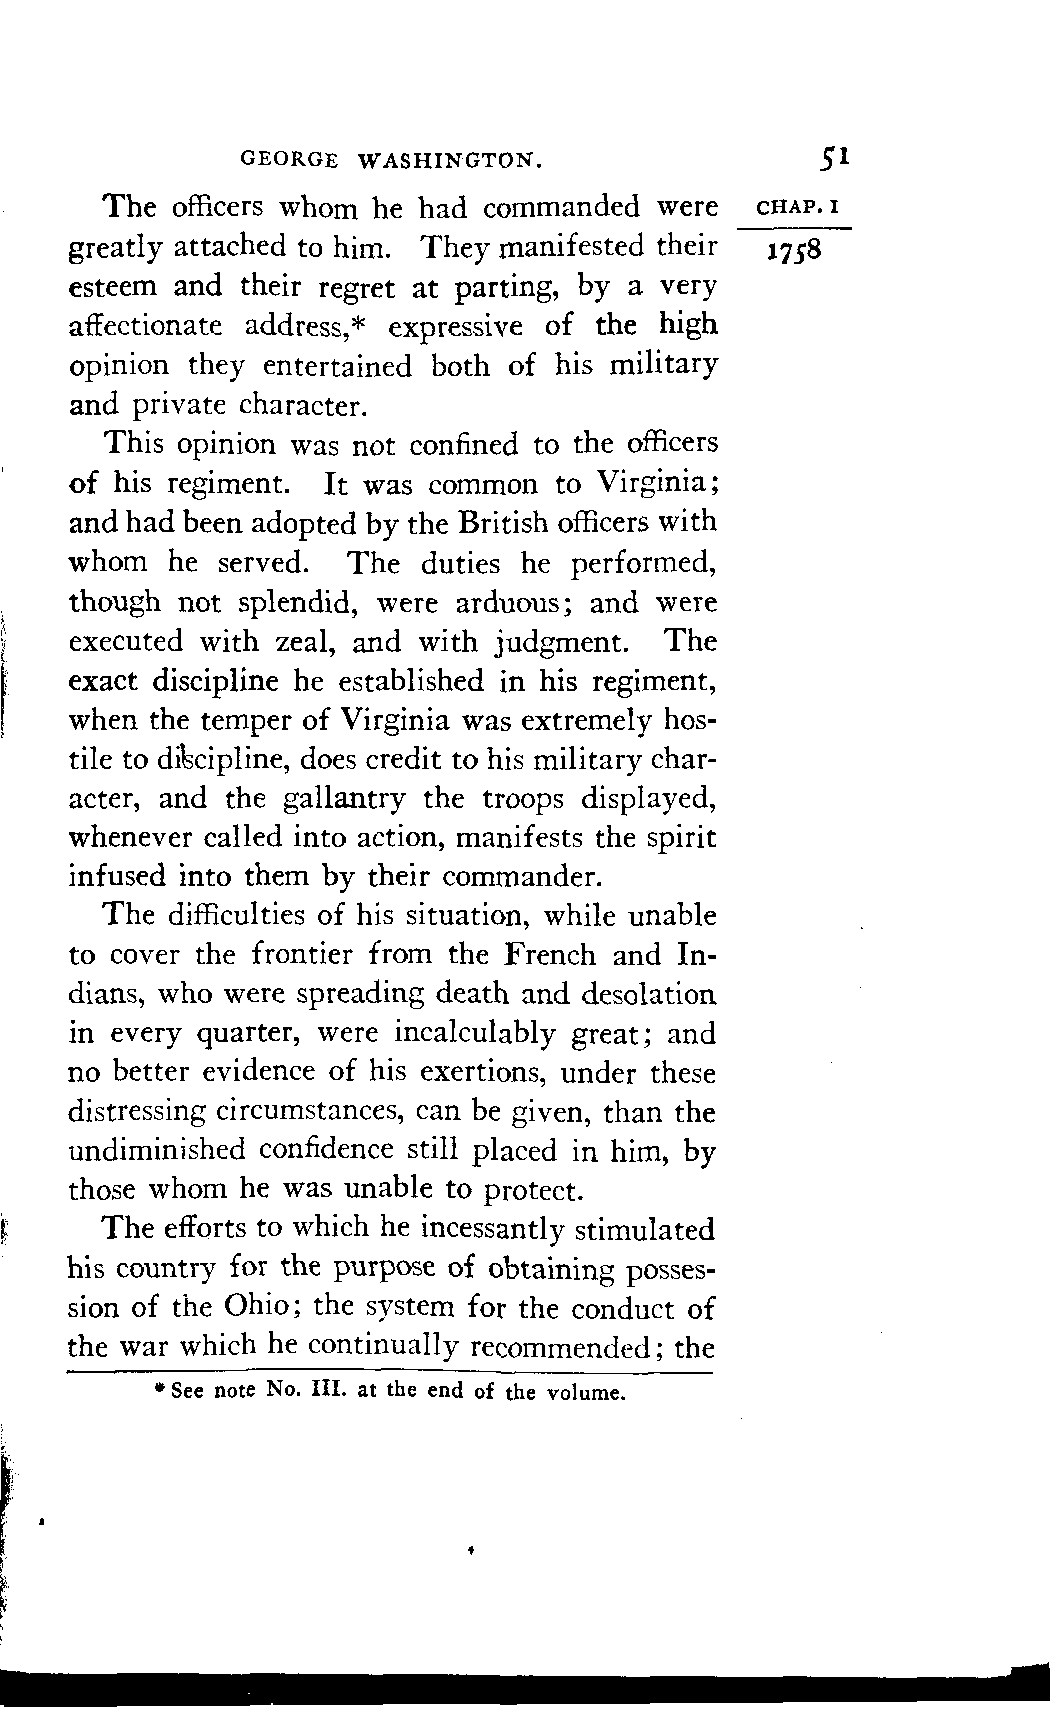 GEORGE WASHINGTON. 51
The officers whom he had commanded were
CHAP. I
greatly attached to him. They manifested their
1758
esteem and their regret at parting, by a very
affectionate address,* expressive of the high
opinion they entertained both of his military
and private character.
This opinion was not confined to the officers
of his regiment. It was common to Virginia;
and had been adopted by the British officers with
whom he served. The duties he performed,
though not splendid, were arduous; and were
executed with zeal, and with judgment. The
exact discipline he established in his regiment,
when the temper of Virginia was extremely hos-
tile to discipline, does credit to his military char-
acter, and the gallantry the troops displayed,
whenever called into action, manifests the spirit
infused into them by their commander.
The difficulties of his situation, while unable
to cover the frontier from the French and In-
dians, who were spreading death and desolation
in every quarter, were incalculably great; and
no better evidence of his exertions, under these
distressing circumstances, can be given, than the
undiminished confidence still placed in him, by
those whom he was unable to protect.
The efforts to which he incessantly stimulated
his country for the purpose of obtaining posses-
sion of the Ohio; the system for the conduct of
the war which he continually recommended; the
* See note No. III. at the end of the volume.